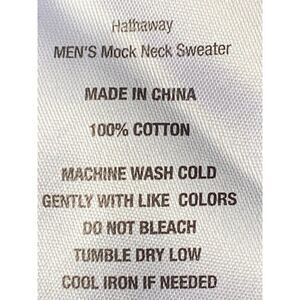 Hathaway
MEN'S Mock Neck Sweater
MADE IN CHINA
100% COTTON
MACHINE WASH COLD
GENTLY WITH LIKE COLORS
DO NOT BLEACH
TUMBLE DRY LOW
COOL IRON IF NEEDED